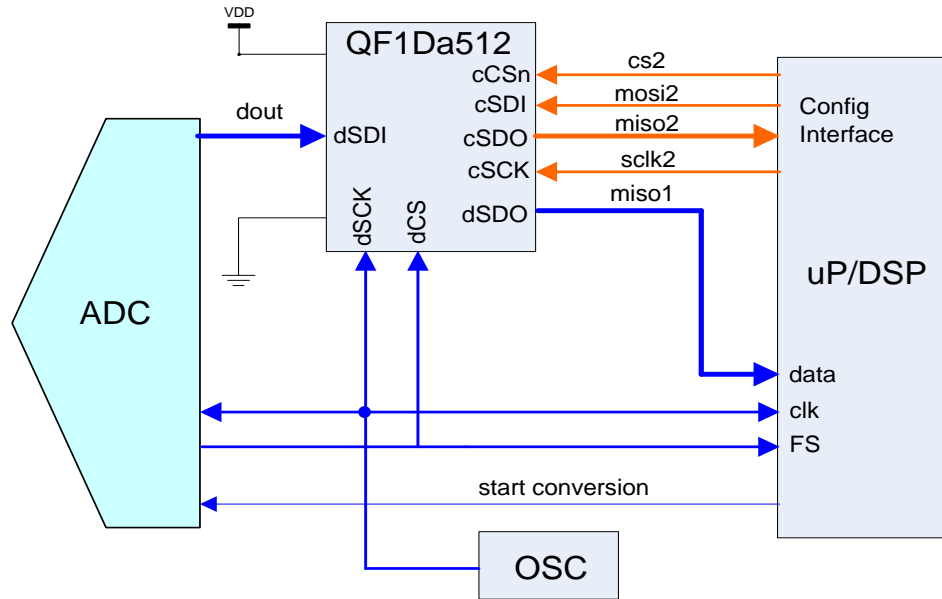 VDD
QF1Da512
cCSn
cs2
cSDI
mosi2
Config
Interface
dout
dSDI
cSDO
miso2
cSCK
sclk2
dSCK
dCS
dSDO
miso1
uP/DSP
ADC
data
clk
FS
start conversion
OSC